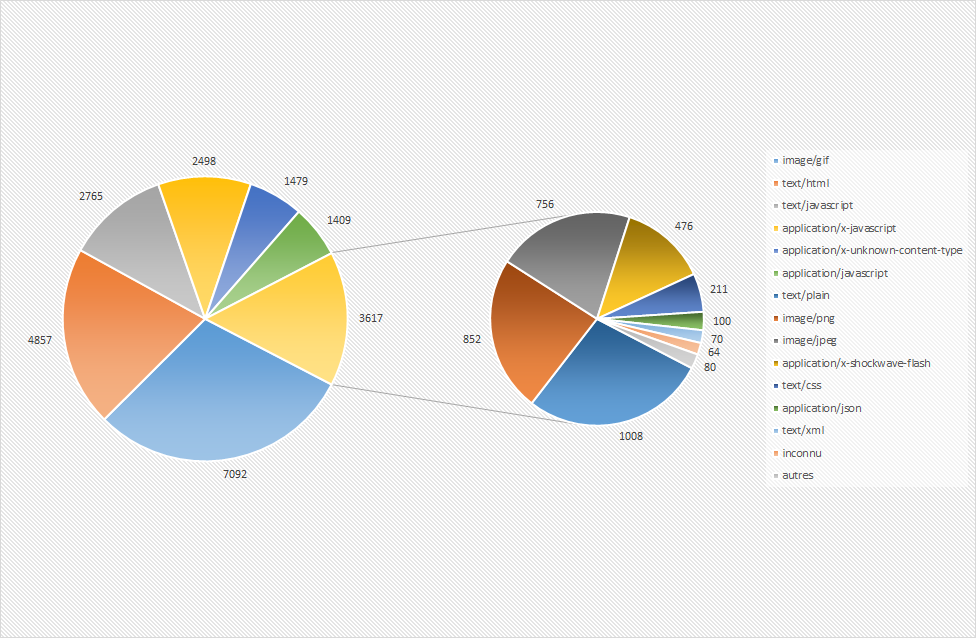 2498
2765
1479
1409
3617
4857
7092
756
476
211
100
70
64
80
852
1008
image/gif
text/html
text/javascript
application/x-javascript
application/x-unknown-content-type
application/javascript
text/plain
image/png
image/jpeg
application/x-shockwave-flash
text/css
application/json
text/xml
inconnu
autres